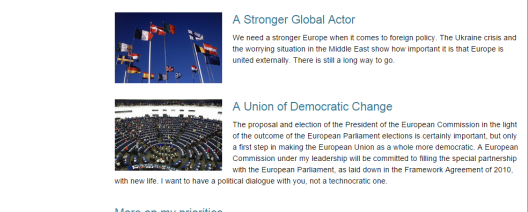 A Stronger Global Actor
We need a stronger Europe when it comes to foreign policy. The Ukraine crisis and
the worrying situation in the Middle East show how important it is that Europe is
united externally. There is still a long way to go.
A Union of Democratic Change
The proposal and election of the President of the European Commission in the light
of the outcome of the European Parliament elections is certainly important, but only
a first step in making the European Union as a whole more democratic. A European
Commission under my leadership will be committed to filling the special partnership
with the European Parliament, as laid down in the Framework Agreement of 2010,
with new life. I want to have a political dialogue with you, not a technocratic one.
More on my priorities